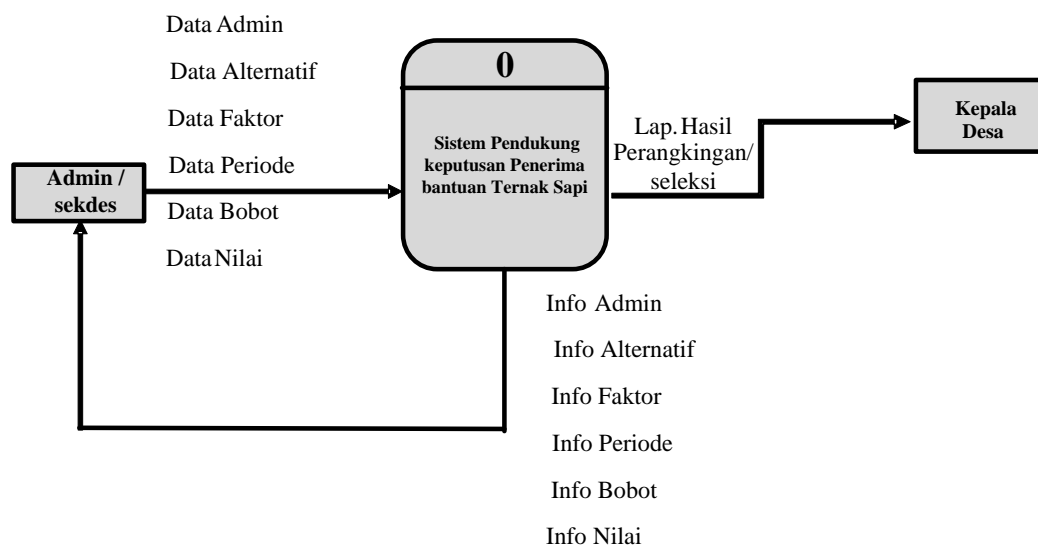 Data Admin
Data Alternatif
Data Faktor
Data Periode
Data Bobot
Data Nilai
Admin /
sekdes
0
Sistem Pendukung
keputusan Penerima
bantuan Ternak Sapi
Lap. Hasil
Perangkingan/
seleksi
Kepala
Desa
Info Admin
Info Alternatif
Info Faktor
Info Periode
Info Bobot
Info Nilai